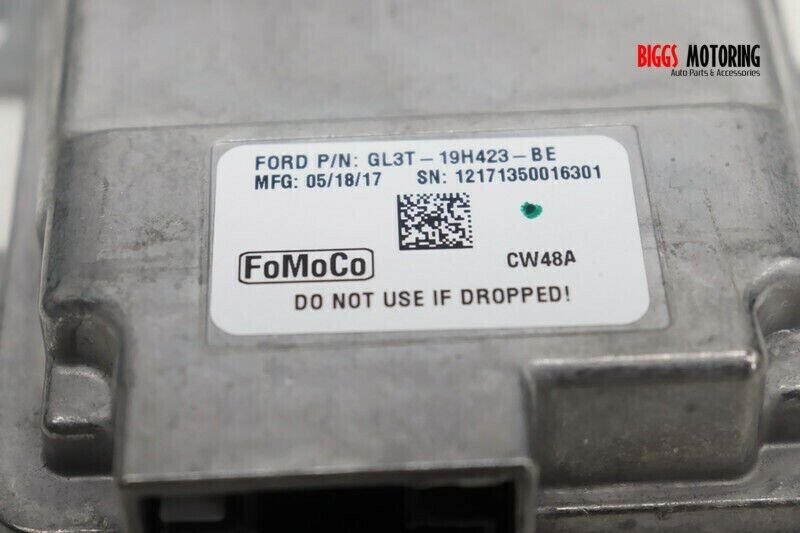 BIGGS MOTORING
Auto Parts & Accessories
FORD P/N: GL3T-19H423-BE
MFG: 05/18/17 SN: 12171350016301
FoMoCo
CW48A
DO NOT USE IF DROPPED!